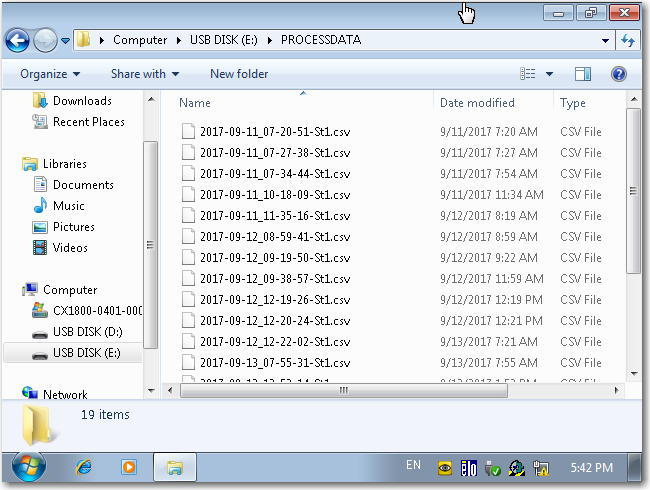 Computer ▸ USB DISK (E:) ▸ PROCESSDATA
Organize Share with New folder
Name Date modified Type
Downloads
Recent Places
Libraries
Documents
Music
Pictures
Videos
Computer
CX1800-0401-000
USB DISK (D:)
USB DISK (E:)
Network
2017-09-11_07-20-51-St1.csv 9/11/2017 7:20 AM CSV File
2017-09-11_07-27-38-St1.csv 9/11/2017 7:27 AM CSV File
2017-09-11_07-34-44-St1.csv 9/11/2017 7:54 AM CSV File
2017-09-11_10-18-09-St1.csv 9/11/2017 11:34 AM CSV File
2017-09-11_11-35-16-St1.csv 9/12/2017 8:19 AM CSV File
2017-09-12_08-59-41-St1.csv 9/12/2017 8:59 AM CSV File
2017-09-12_09-19-50-St1.csv 9/12/2017 9:22 AM CSV File
2017-09-12_09-38-57-St1.csv 9/12/2017 11:59 AM CSV File
2017-09-12_12-19-26-St1.csv 9/12/2017 12:19 PM CSV File
2017-09-12_12-20-24-St1.csv 9/12/2017 12:21 PM CSV File
2017-09-12_12-22-02-St1.csv 9/13/2017 7:21 AM CSV File
2017-09-13_07-55-31-St1.csv 9/13/2017 7:55 AM CSV File
19 items
EN
elo
5:42 PM